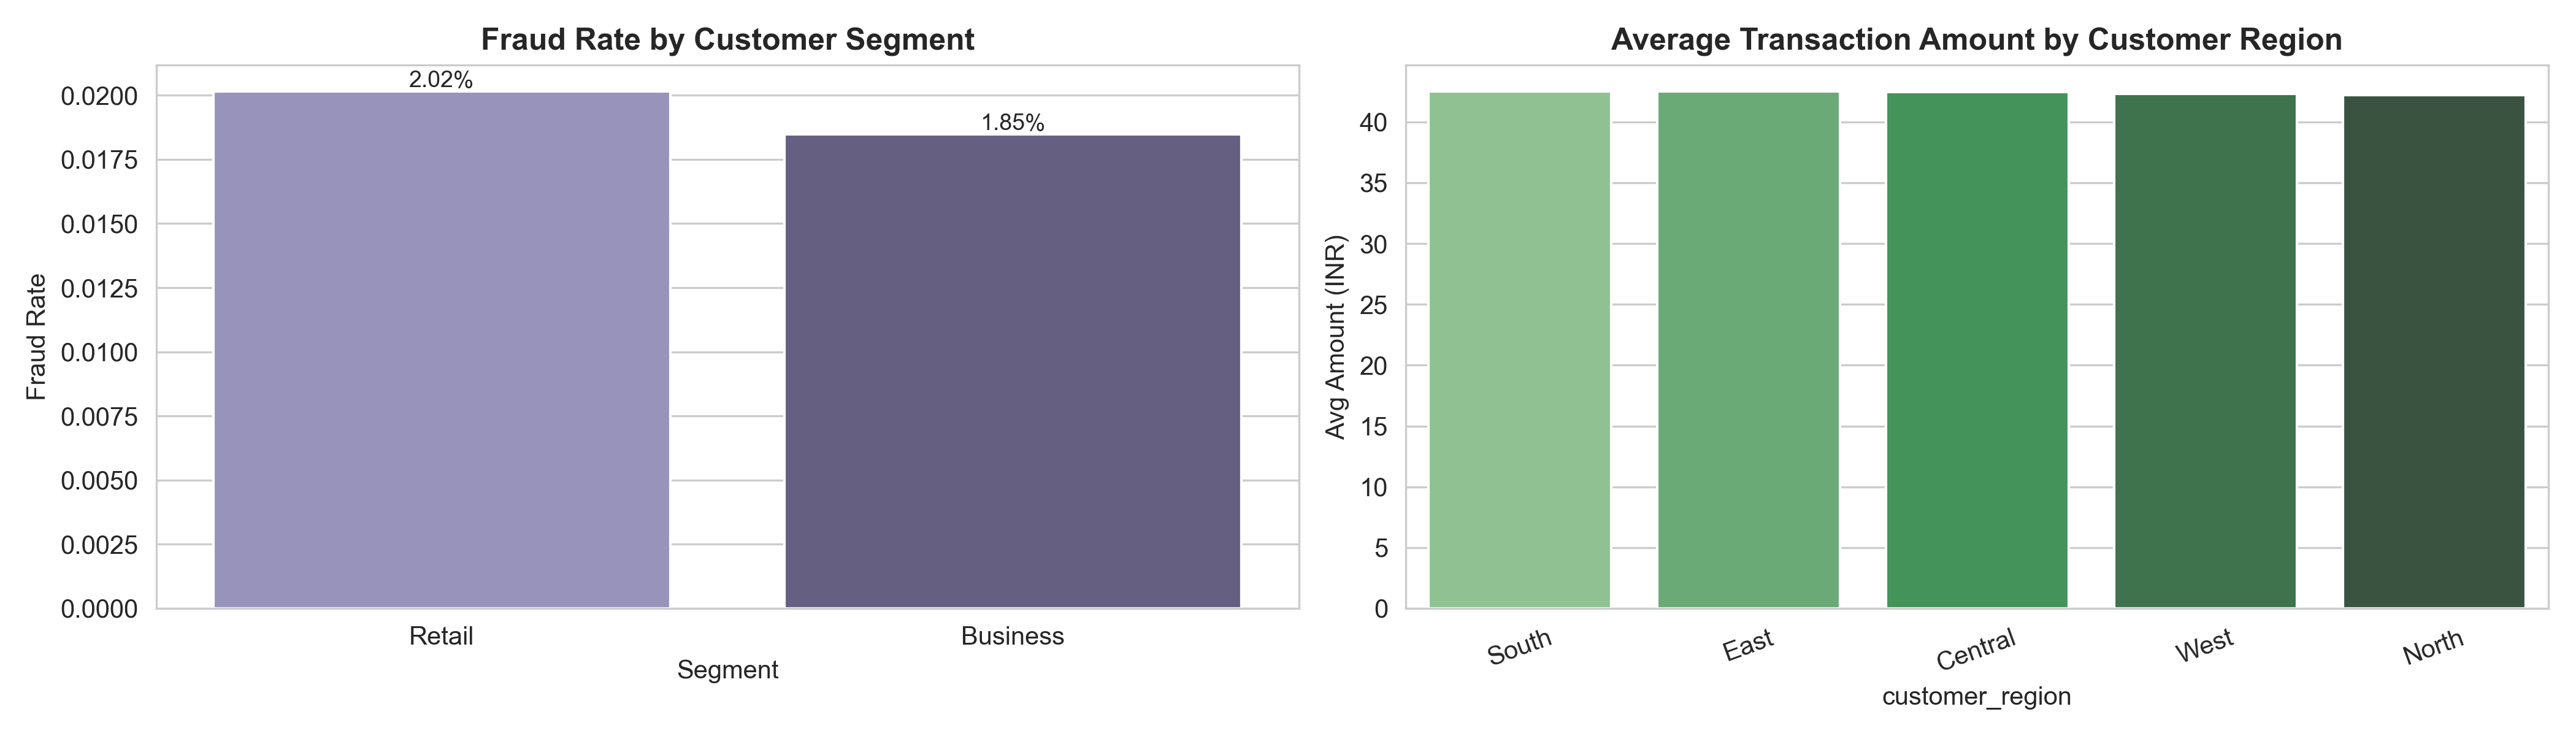 Fraud Rate by Customer Segment
Fraud Rate
0.0200
0.0175
0.0150
0.0125
0.0100
0.0075
0.0050
0.0025
0.0000
2.02%
1.85%
Retail
Business
Segment
Average Transaction Amount by Customer Region
Avg Amount (INR)
40
35
30
25
20
15
10
5
0
South
East
Central
West
North
customer_region